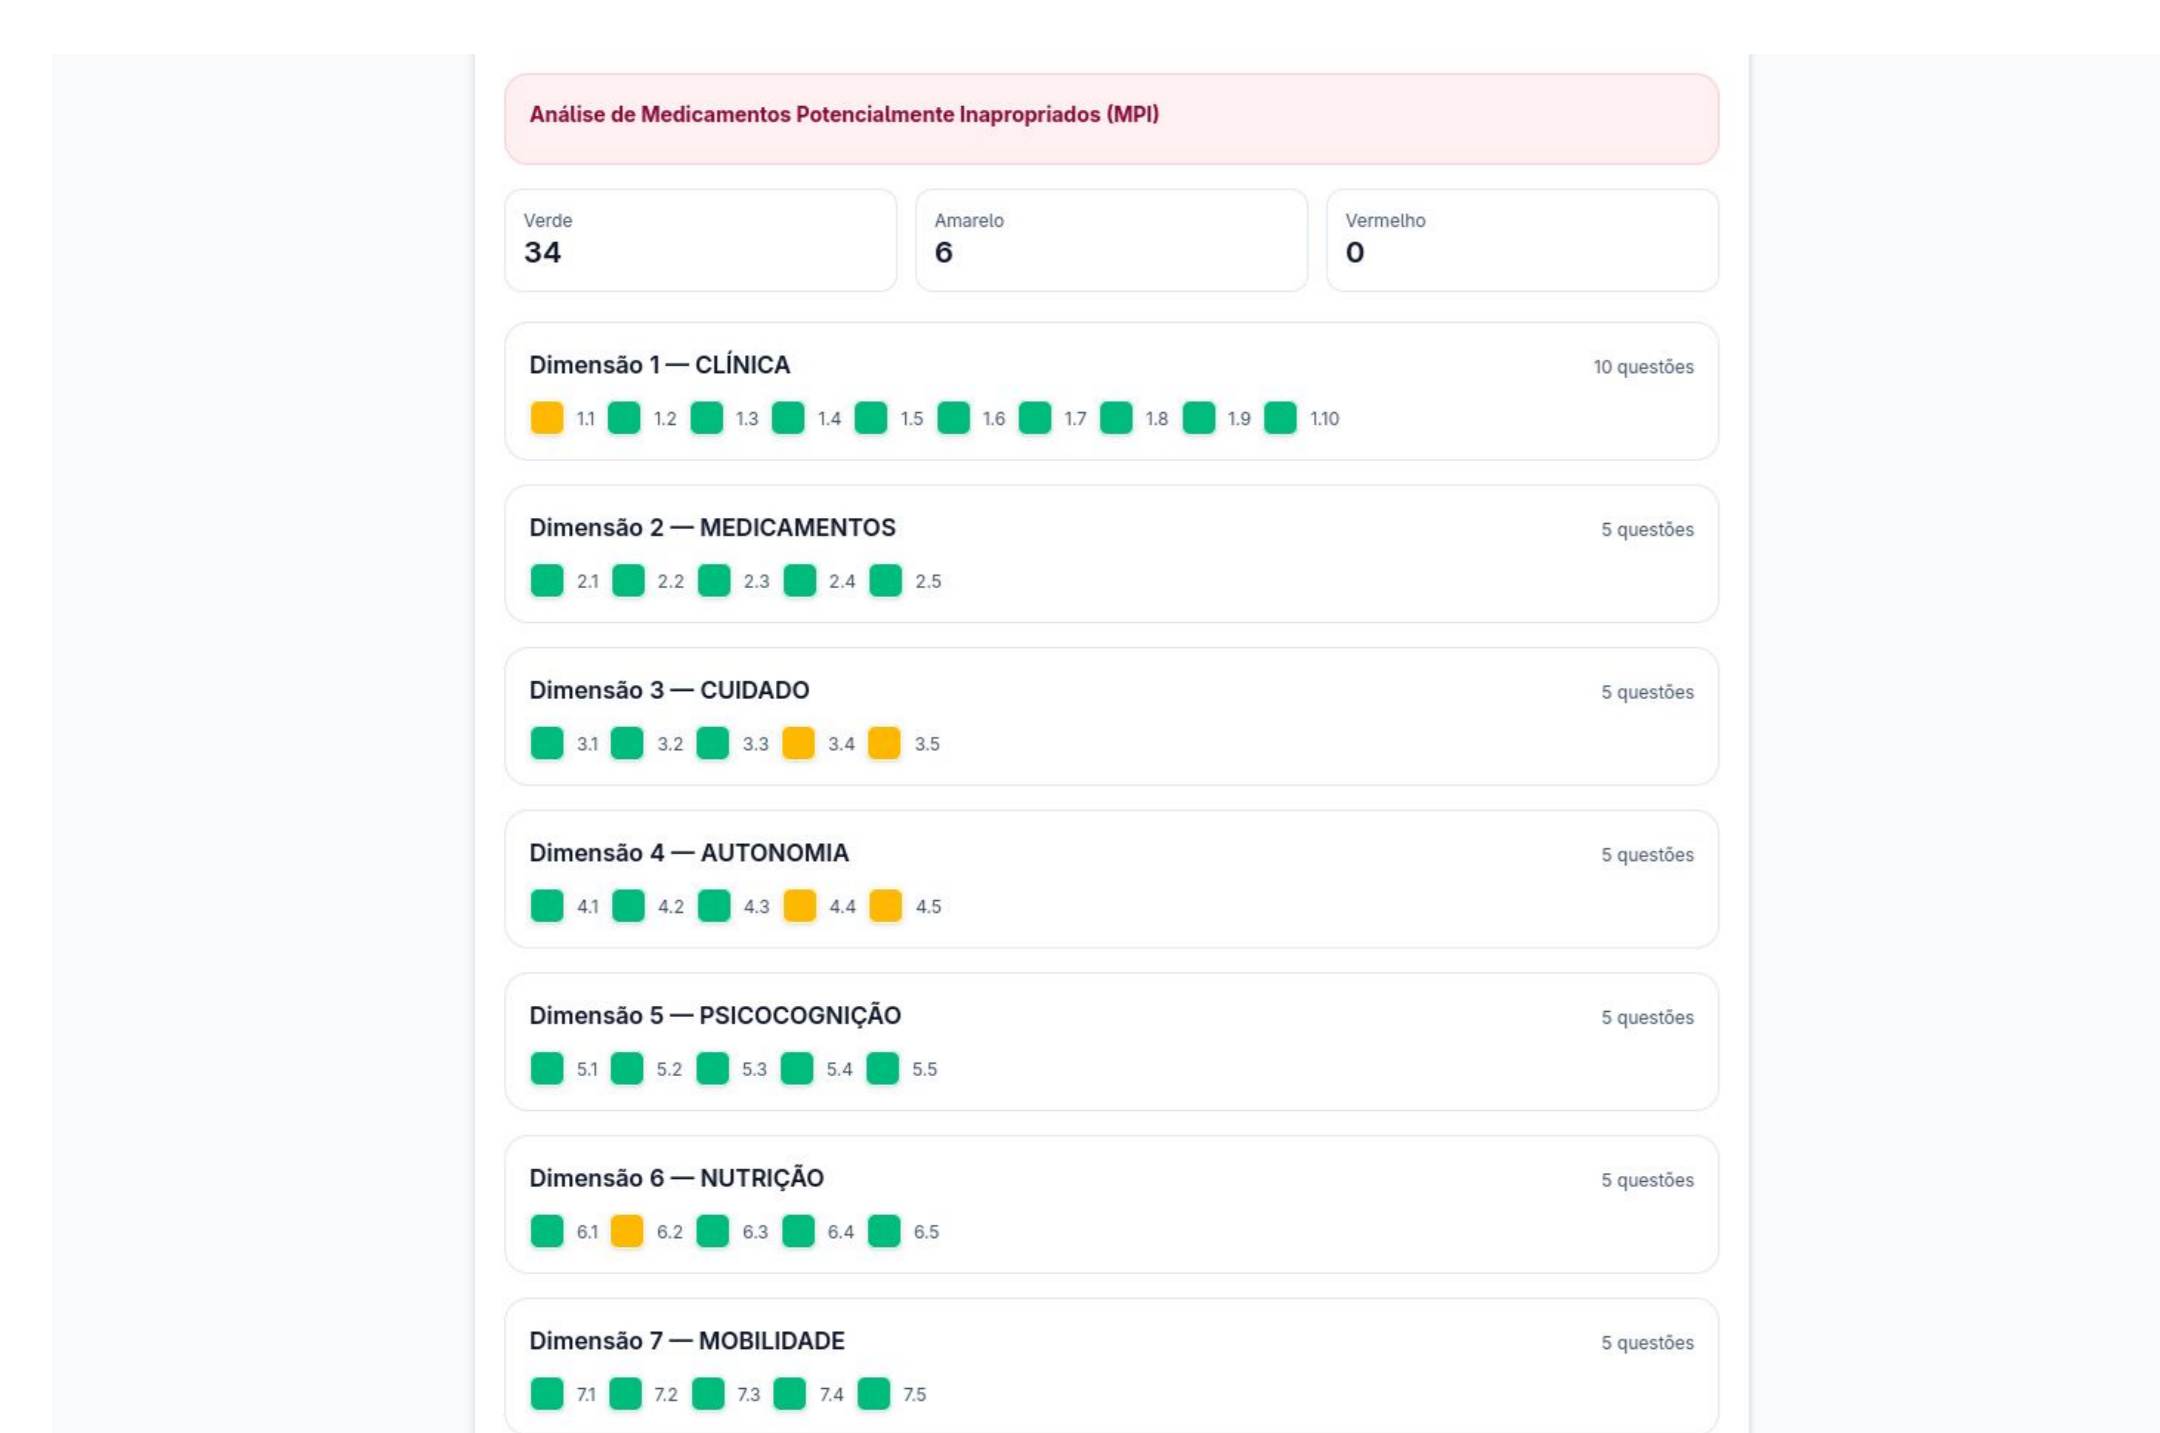 Análise de Medicamentos Potencialmente Inapropriados (MPI)
Verde
34
Amarelo
6
Vermelho
0
Dimensão 1 — CLÍNICA
10 questões
1.1 1.2 1.3 1.4 1.5 1.6 1.7 1.8 1.9 1.10
Dimensão 2 — MEDICAMENTOS
5 questões
2.1 2.2 2.3 2.4 2.5
Dimensão 3 — CUIDADO
5 questões
3.1 3.2 3.3 3.4 3.5
Dimensão 4 — AUTONOMIA
5 questões
4.1 4.2 4.3 4.4 4.5
Dimensão 5 — PSICOCOGNIÇÃO
5 questões
5.1 5.2 5.3 5.4 5.5
Dimensão 6 — NUTRIÇÃO
5 questões
6.1 6.2 6.3 6.4 6.5
Dimensão 7 — MOBILIDADE
5 questões
7.1 7.2 7.3 7.4 7.5